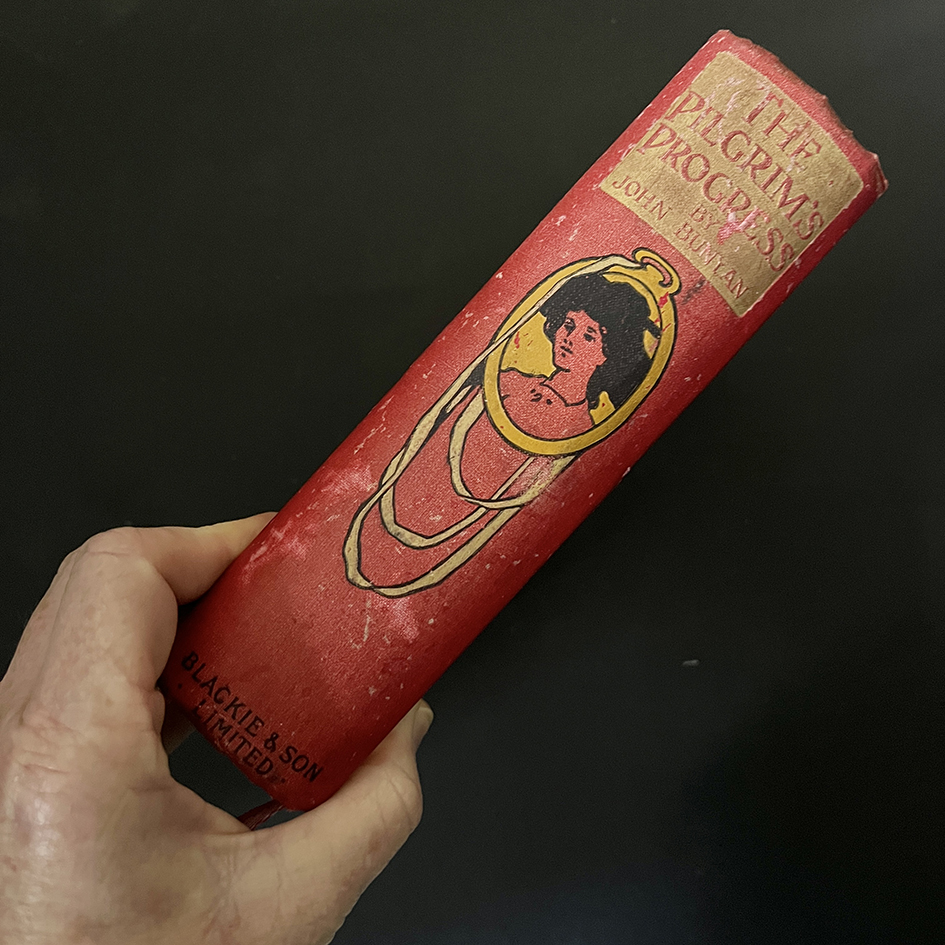 THE
PILGRIM'S
PROGRESS
BY
JOHN BUNYAN
BLACKIE & SON
LIMITED